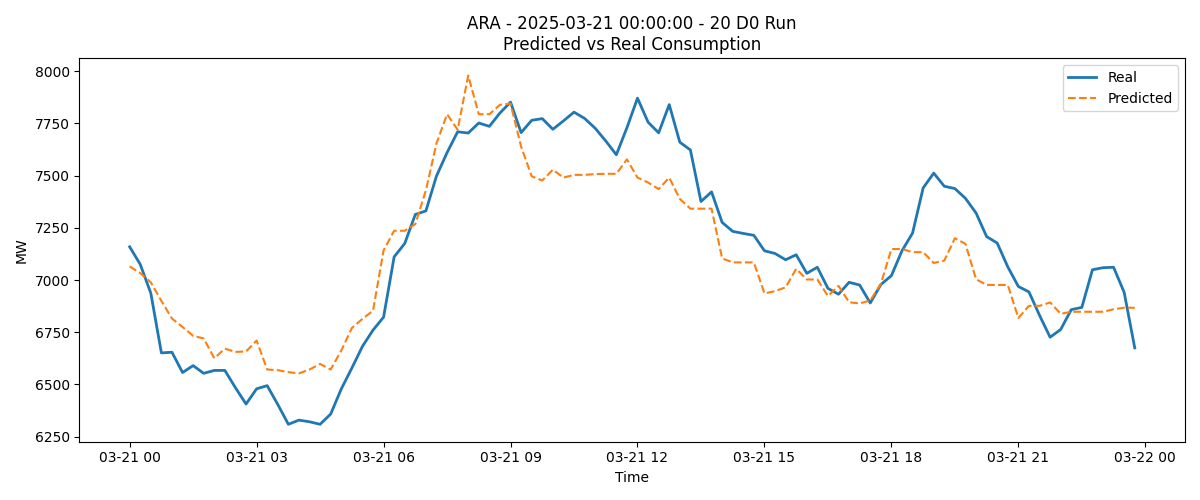 ARA - 2025-03-21 00:00:00 - 20 D0 Run
Predicted vs Real Consumption
Real
Predicted
MW
8000
7750
7500
7250
7000
6750
6500
6250
03-21 00
03-21 03
03-21 06
03-21 09
03-21 12
03-21 15
03-21 18
03-21 21
03-22 00
Time